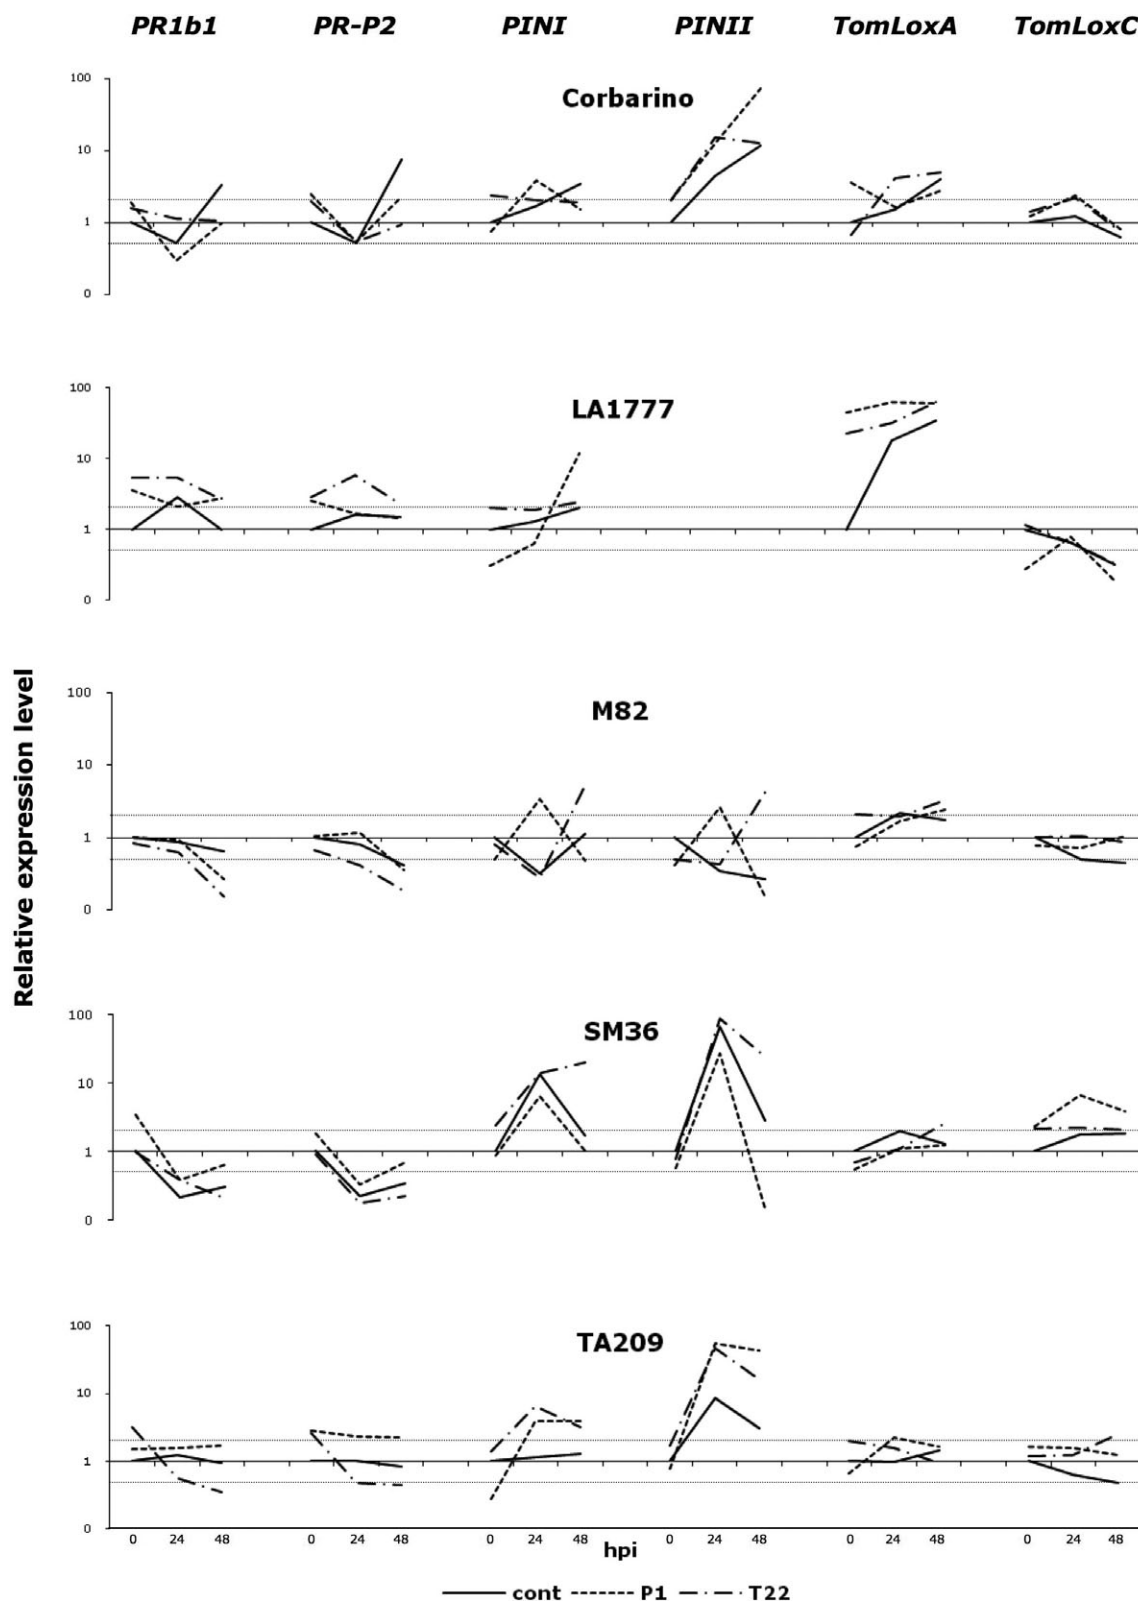 PR1b1 PR-P2 PINI PINII TomLoxA TomLoxC
Corbarino
100
10
1
0
LA1777
100
10
1
0
Relative expression level
M82
100
10
1
0
SM36
100
10
1
0
TA209
100
10
1
0
0 24 48 0 24 48 0 24 48 0 24 48 0 24 48 0 24 48
hpi
cont P1 T22